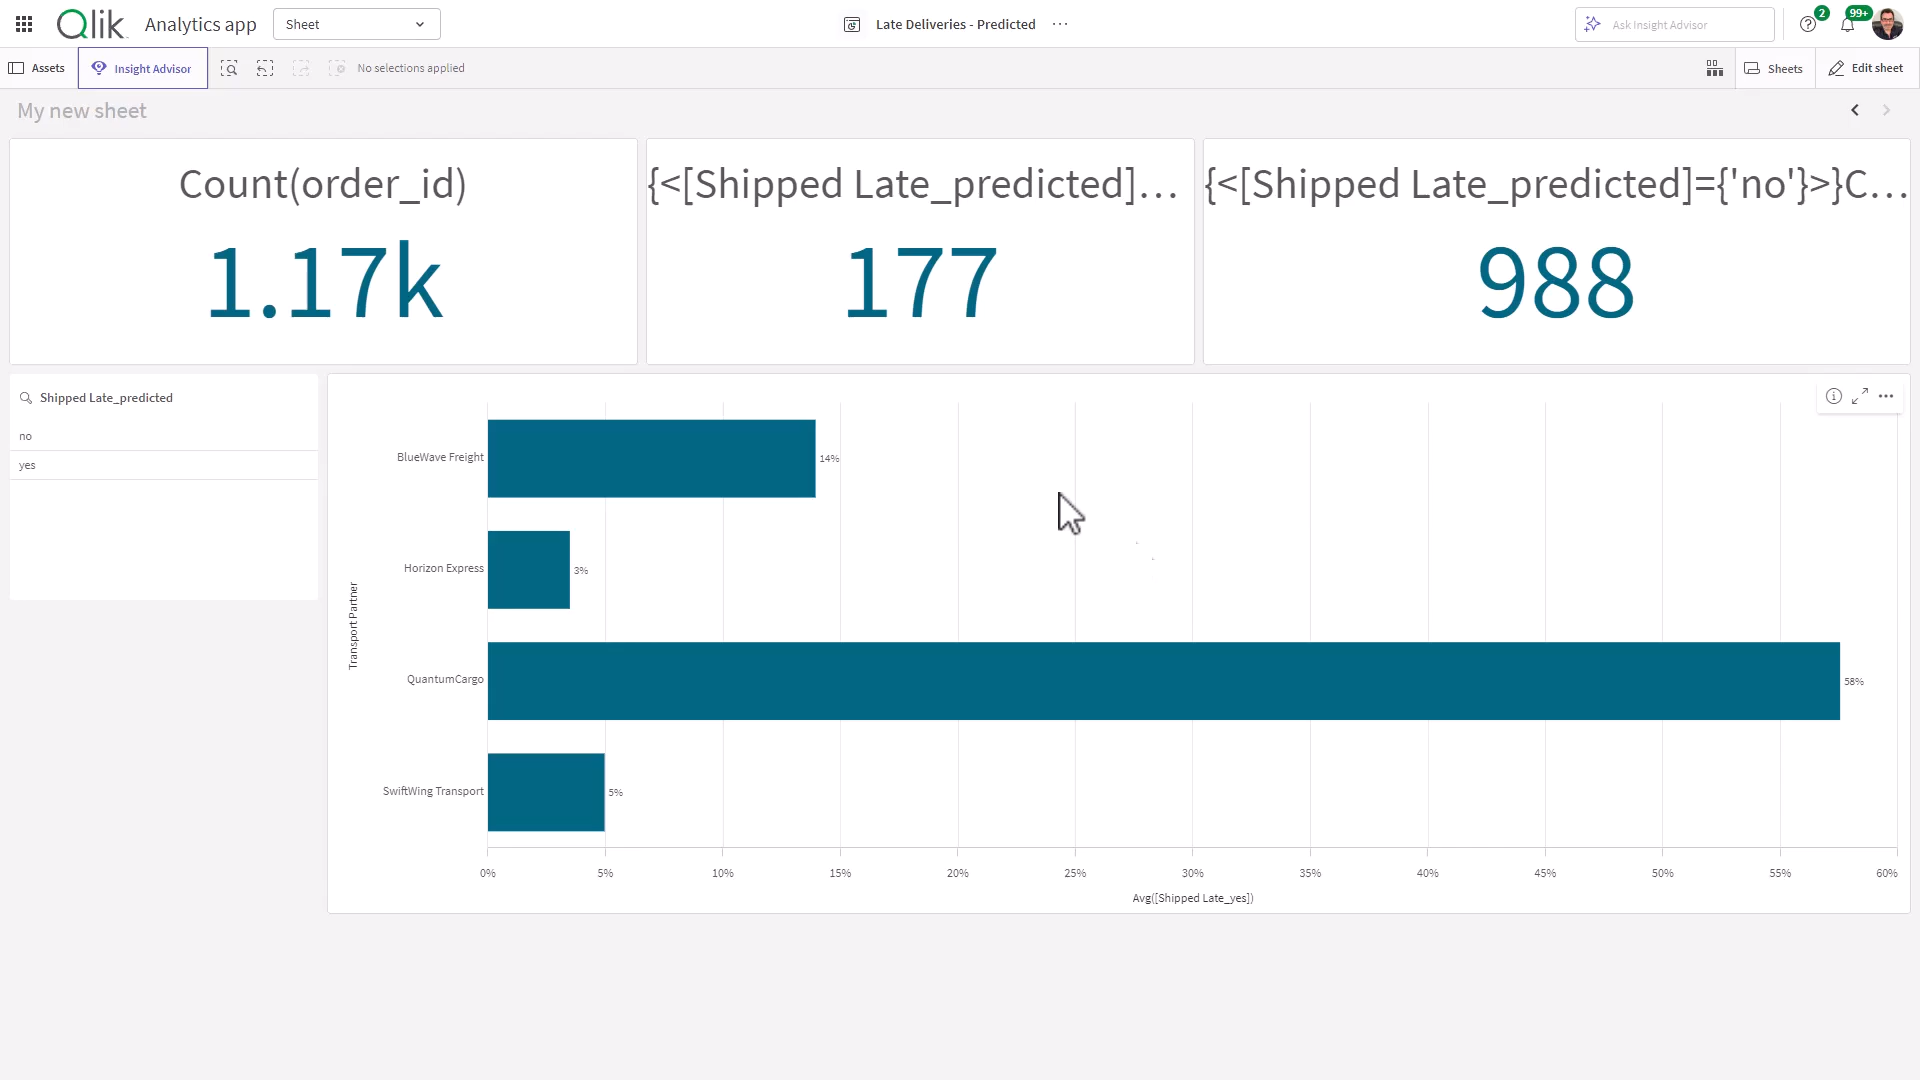 Qlik Analytics app Sheet Late Deliveries - Predicted ··· Ask Insight Advisor 2 99+
Assets Insight Advisor No selections applied Sheets Edit sheet
My new sheet
Count(order_id)
1.17k
{<[Shipped Late_predicted]...
177
{<[Shipped Late_predicted]={'no'}>}C...
988
Shipped Late_predicted
no
yes
Transport Partner
BlueWave Freight 14%
Horizon Express 3%
QuantumCargo 58%
SwiftWing Transport 5%
0% 5% 10% 15% 20% 25% 30% 35% 40% 45% 50% 55% 60%
Avg([Shipped Late_yes])